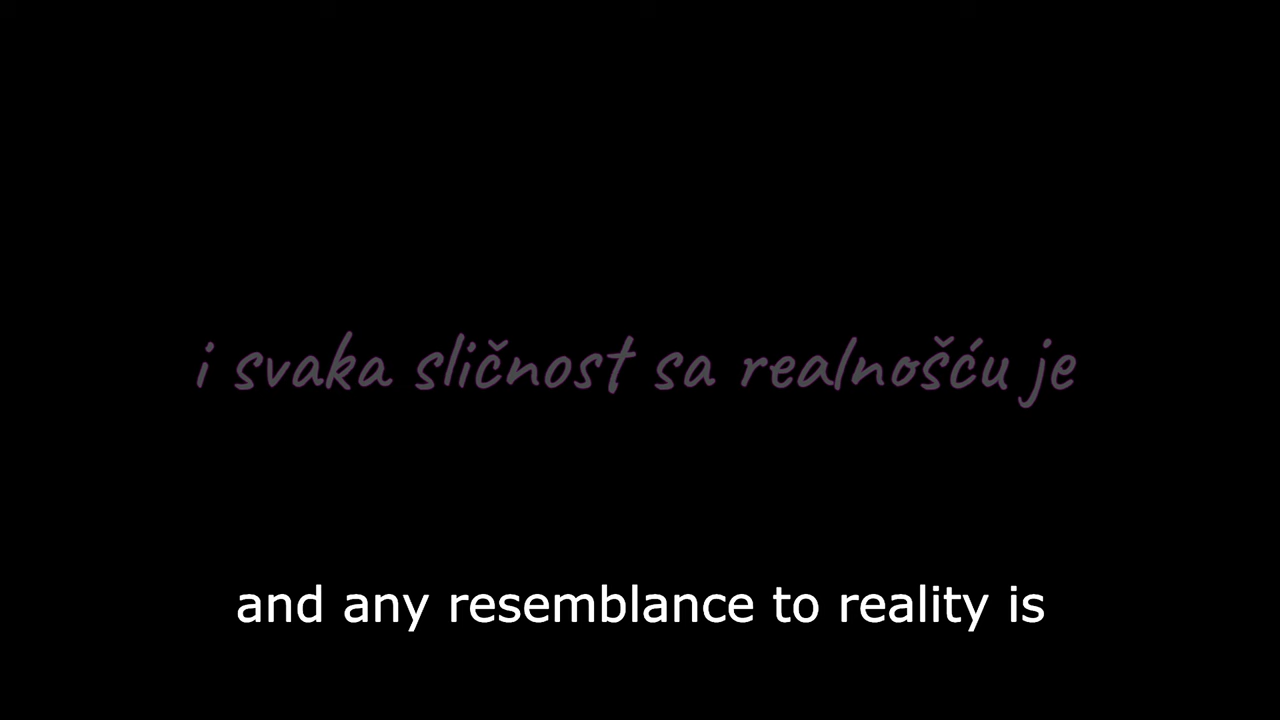 i svaka sličnost sa realnošću je
and any resemblance to reality is